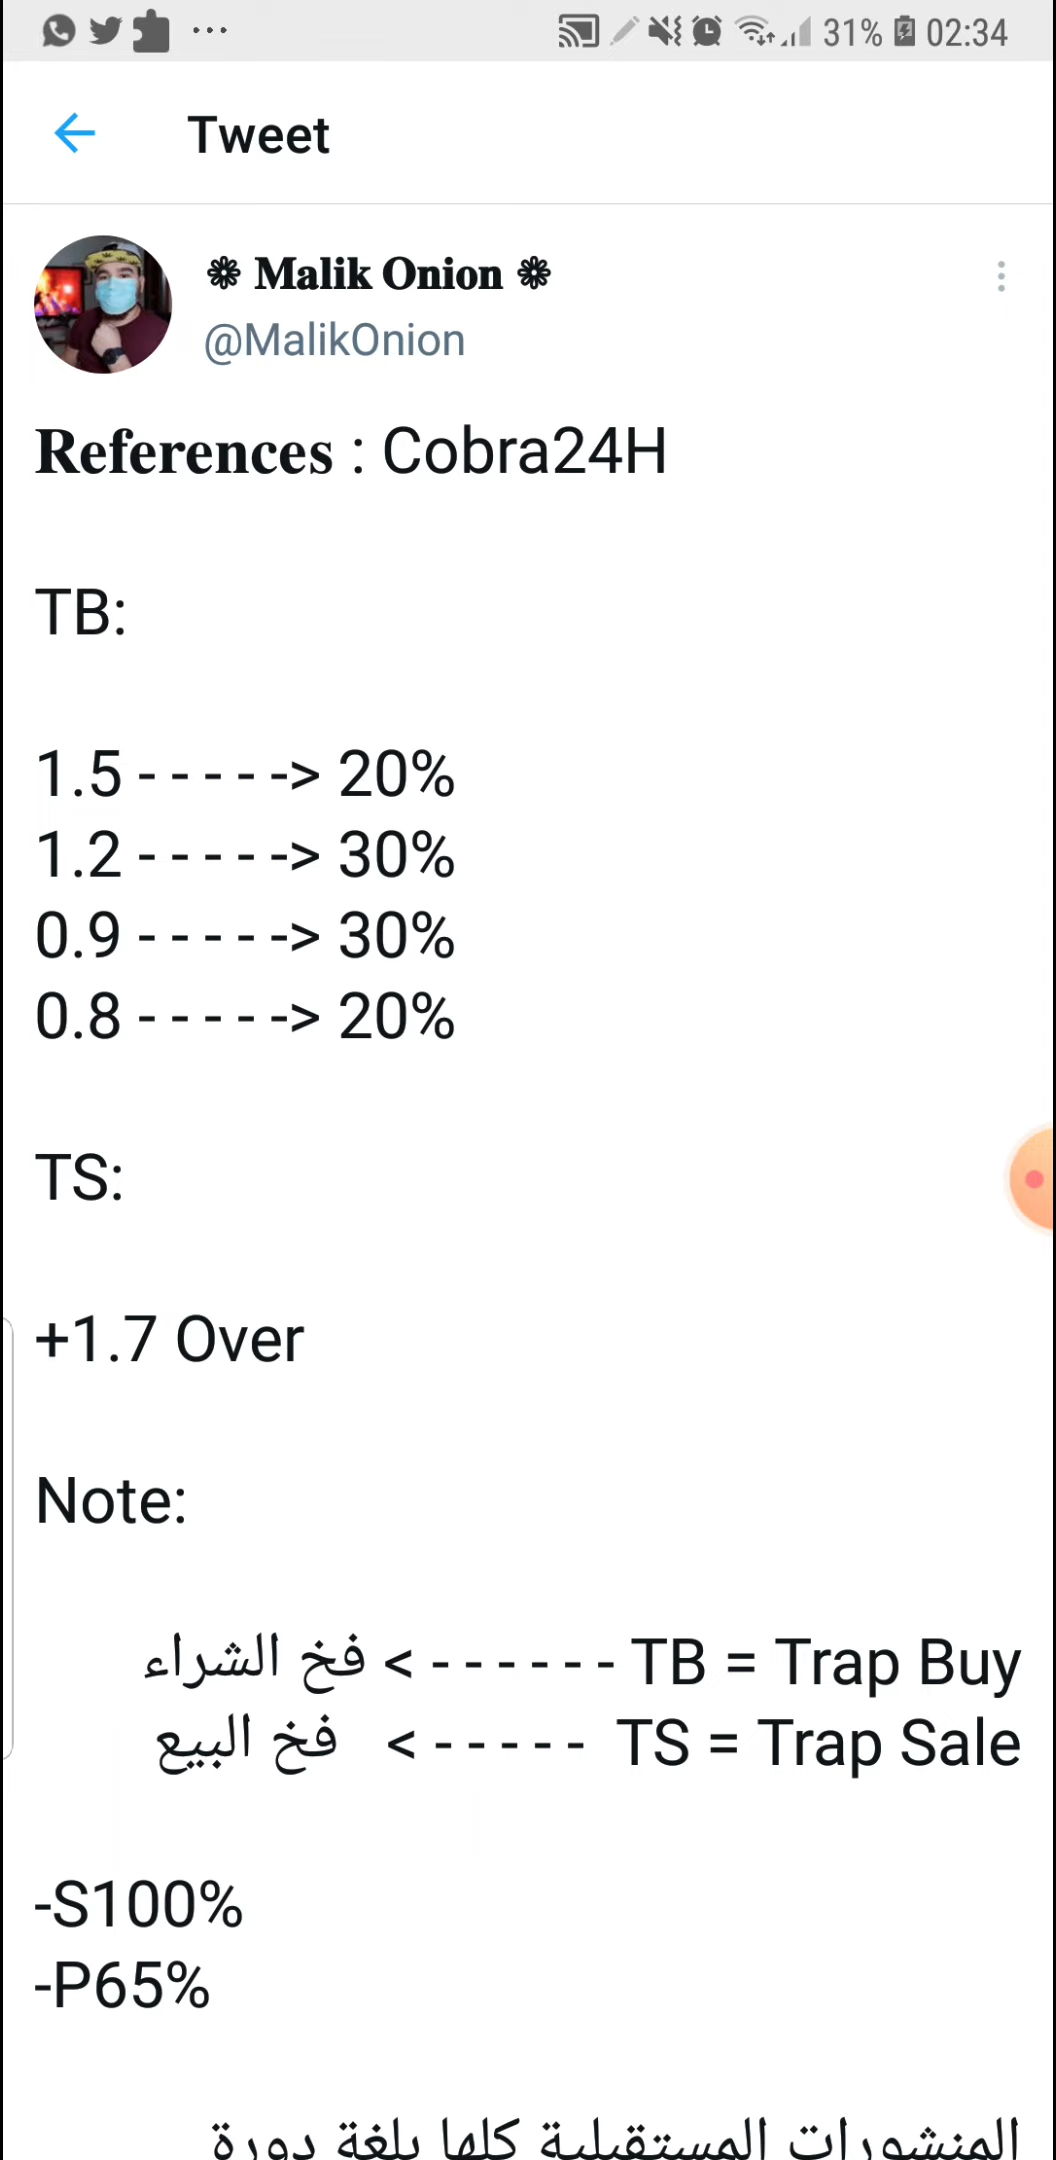 31% 02:34
Tweet
❁ Malik Onion ❁
@MalikOnion
References : Cobra24H
TB:
1.5 - - - - -> 20%
1.2 - - - - -> 30%
0.9 - - - - -> 30%
0.8 - - - - -> 20%
TS:
+1.7 Over
Note:
TB = Trap Buy - - - - - - > فخ الشراء
TS = Trap Sale - - - - - > فخ البيع
-S100%
-P65%
المنشورات المستقبلية كلها بلغة دورة